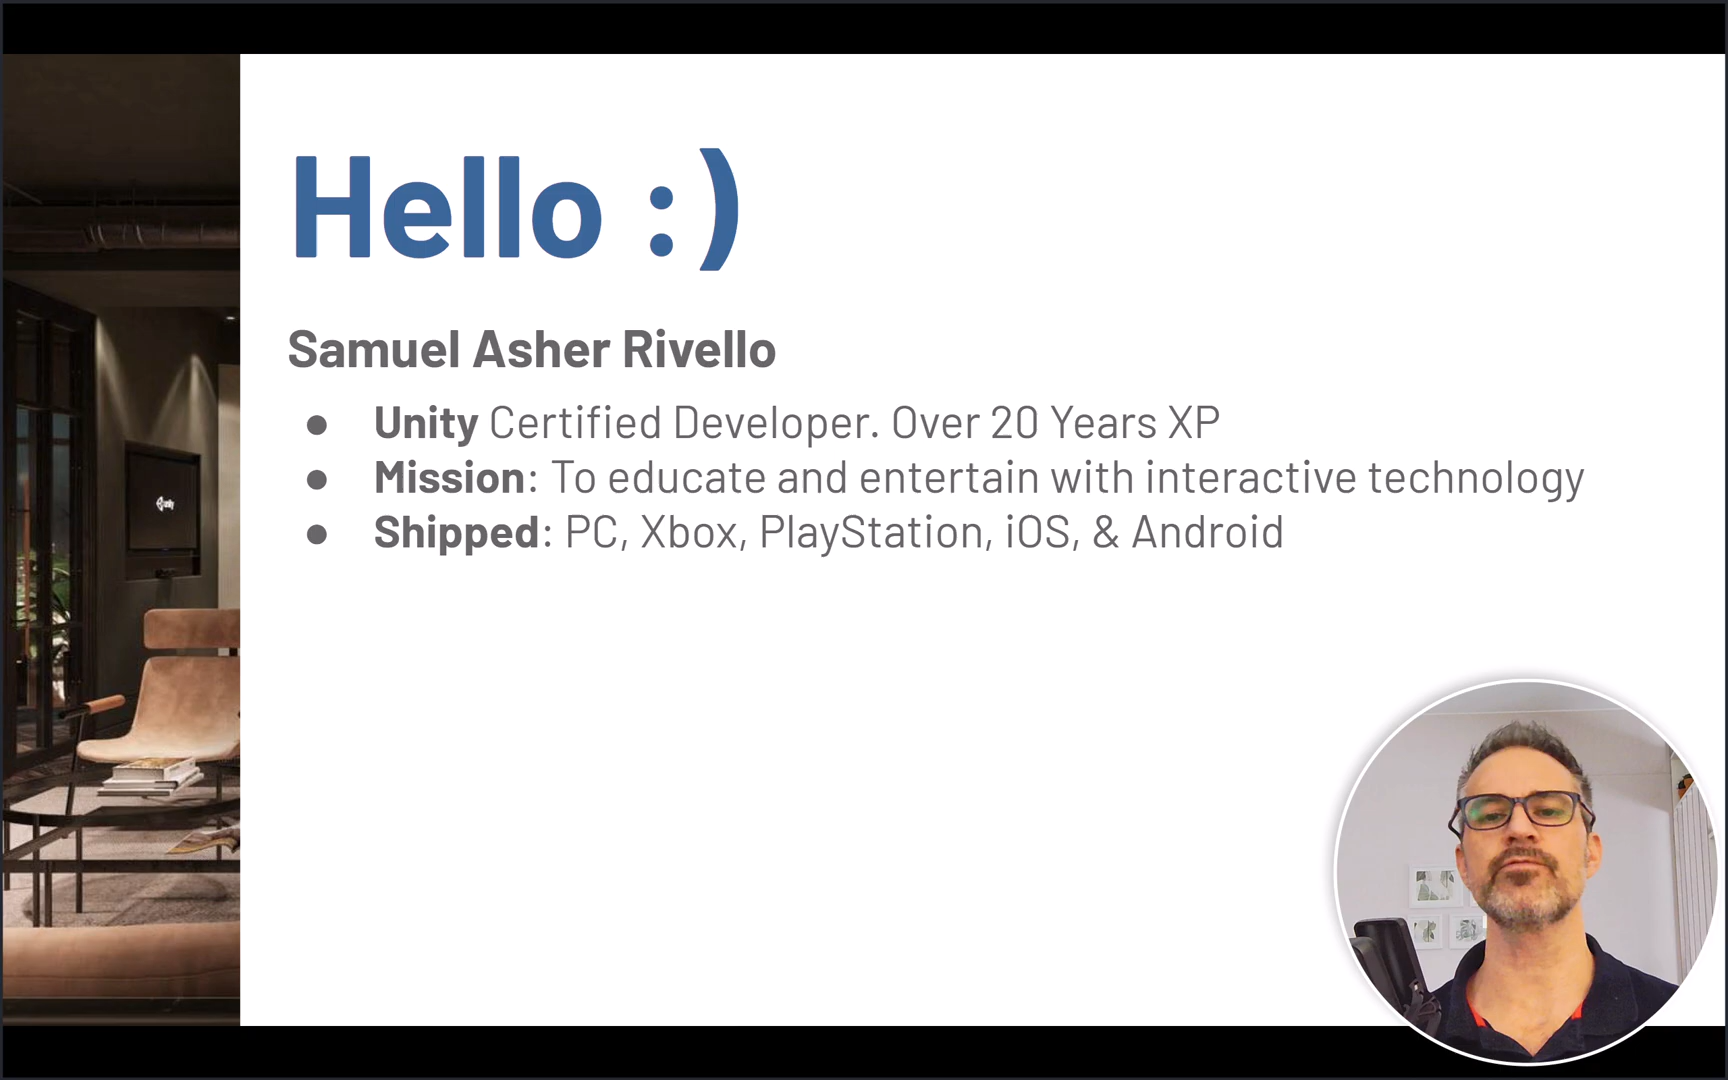 Hello :)
Samuel Asher Rivello
● Unity Certified Developer. Over 20 Years XP
● Mission: To educate and entertain with interactive technology
● Shipped: PC, Xbox, PlayStation, iOS, & Android
unity